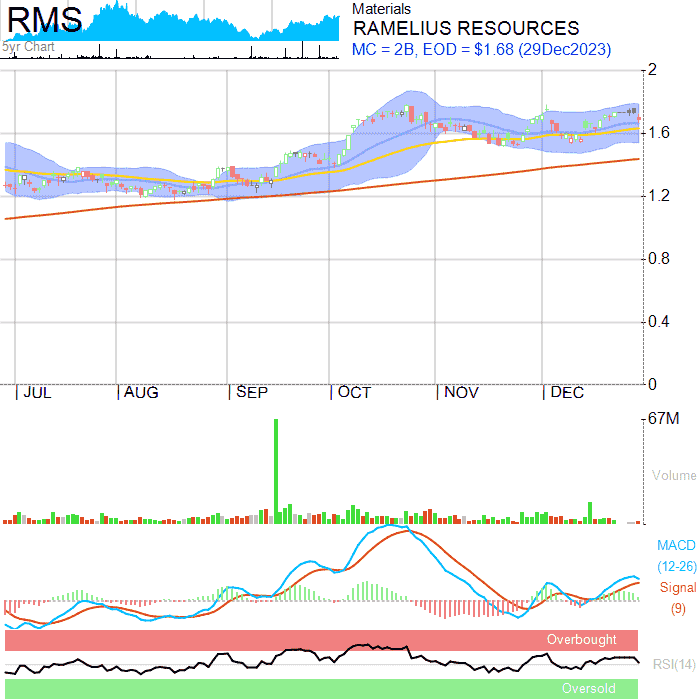 RMS
5yr Chart
Materials
RAMELIUS RESOURCES
MC = 2B, EOD = $1.68 (29Dec2023)
2
1.6
1.2
0.8
0.4
0
JUL AUG SEP OCT NOV DEC
67M
Volume
MACD
(12-26)
Signal
(9)
Overbought
RSI(14)
Oversold